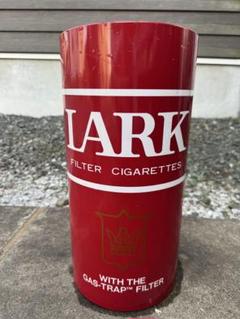 LARK
FILTER CIGARETTES
WITH THE
GAS-TRAP™ FILTER